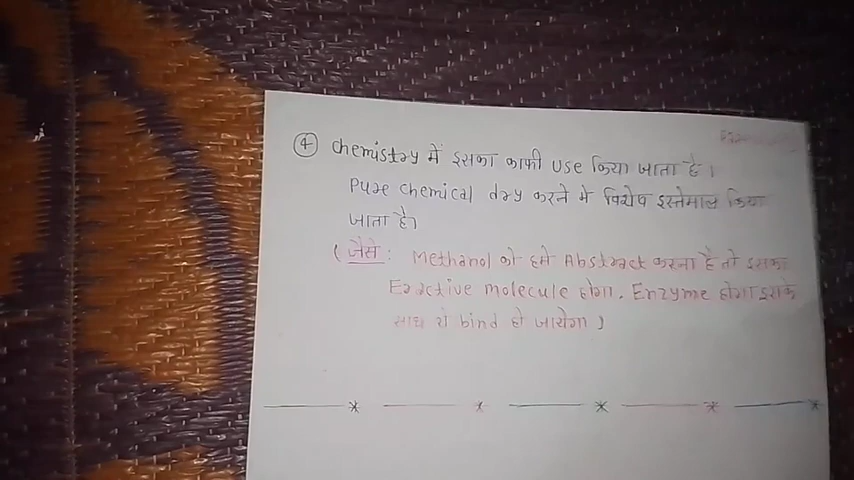 ④ Chemistry में इसका काफी use किया जाता है।
Pure chemical dry करने मे विशेष इस्तेमाल किया
जाता है।
(जैसे: Methanol को हमे Abstract करना है तो इसका
Exactive molecule होगा. Enzyme होगा इसके
साथ ये bind हो जायेगा)